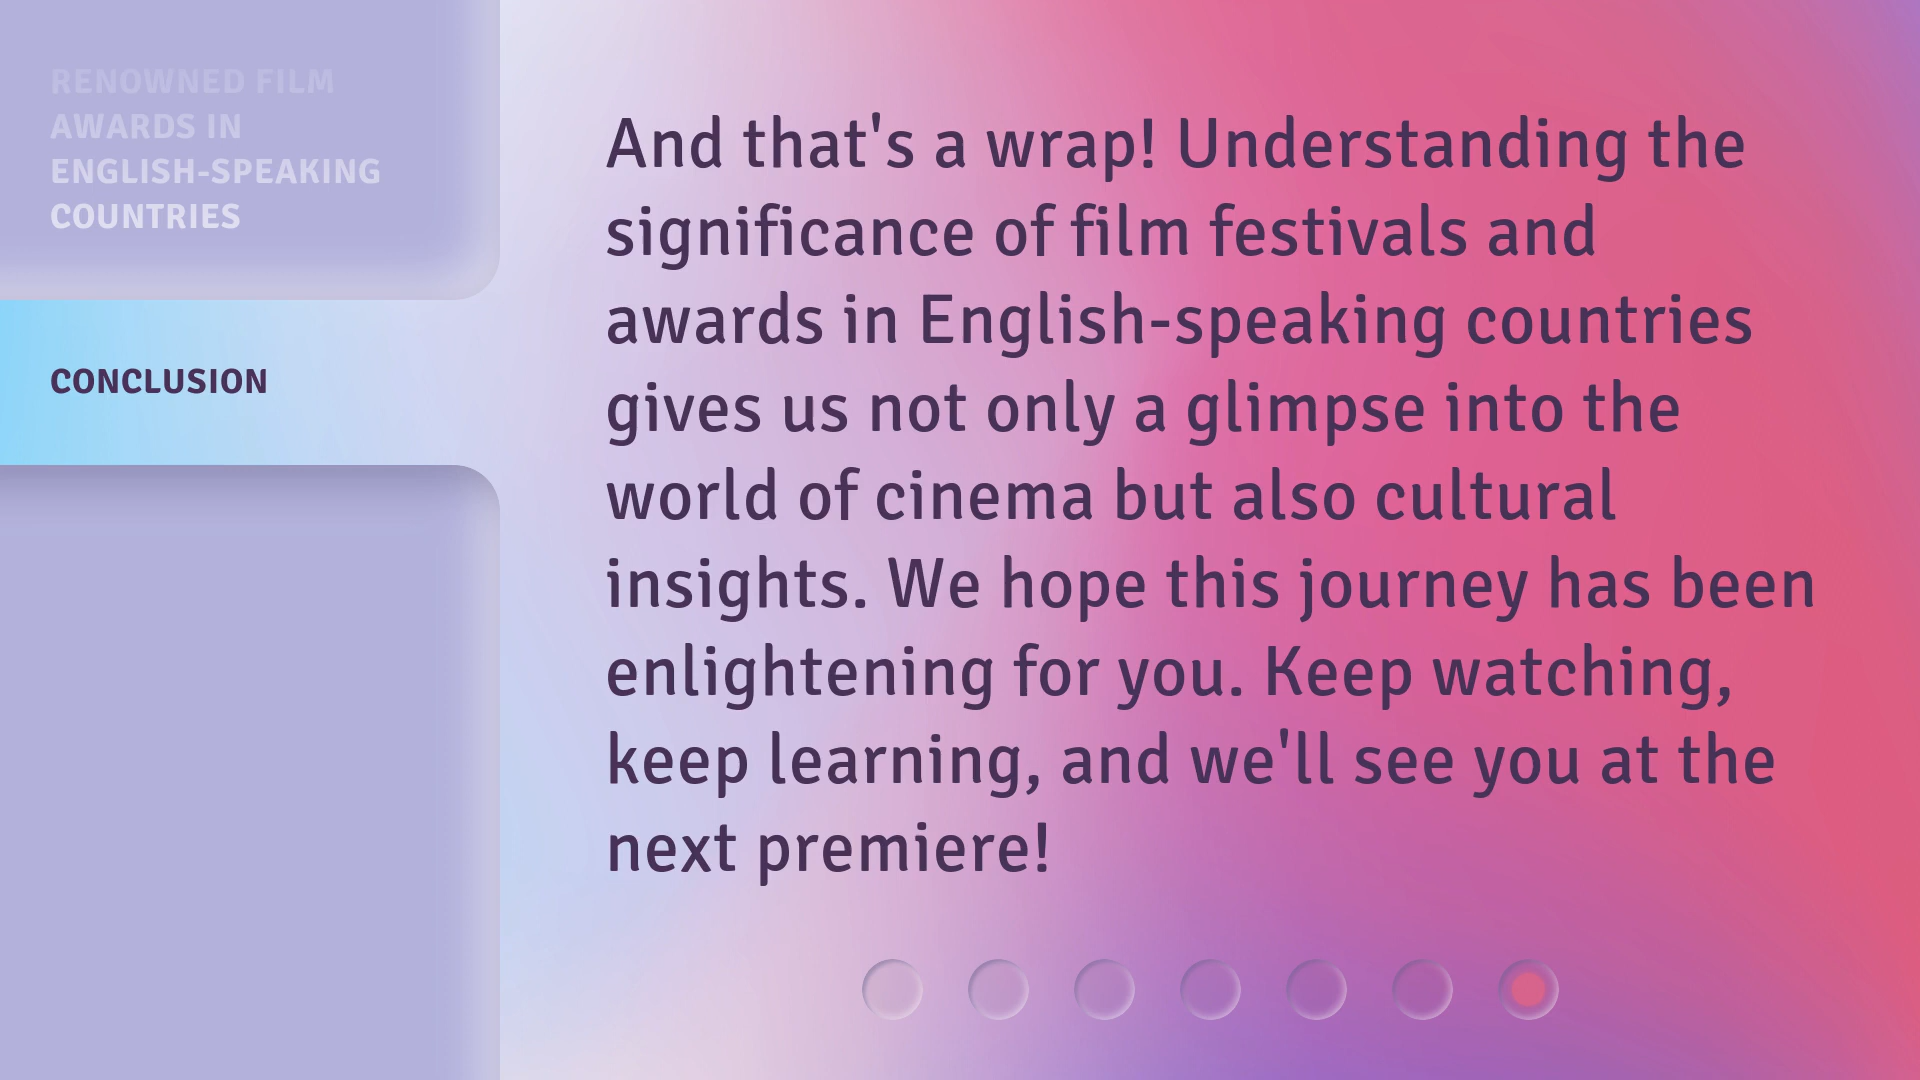 RENOWNED FILM
AWARDS IN
ENGLISH-SPEAKING
COUNTRIES
CONCLUSION
And that's a wrap! Understanding the
significance of film festivals and
awards in English-speaking countries
gives us not only a glimpse into the
world of cinema but also cultural
insights. We hope this journey has been
enlightening for you. Keep watching,
keep learning, and we'll see you at the
next premiere!